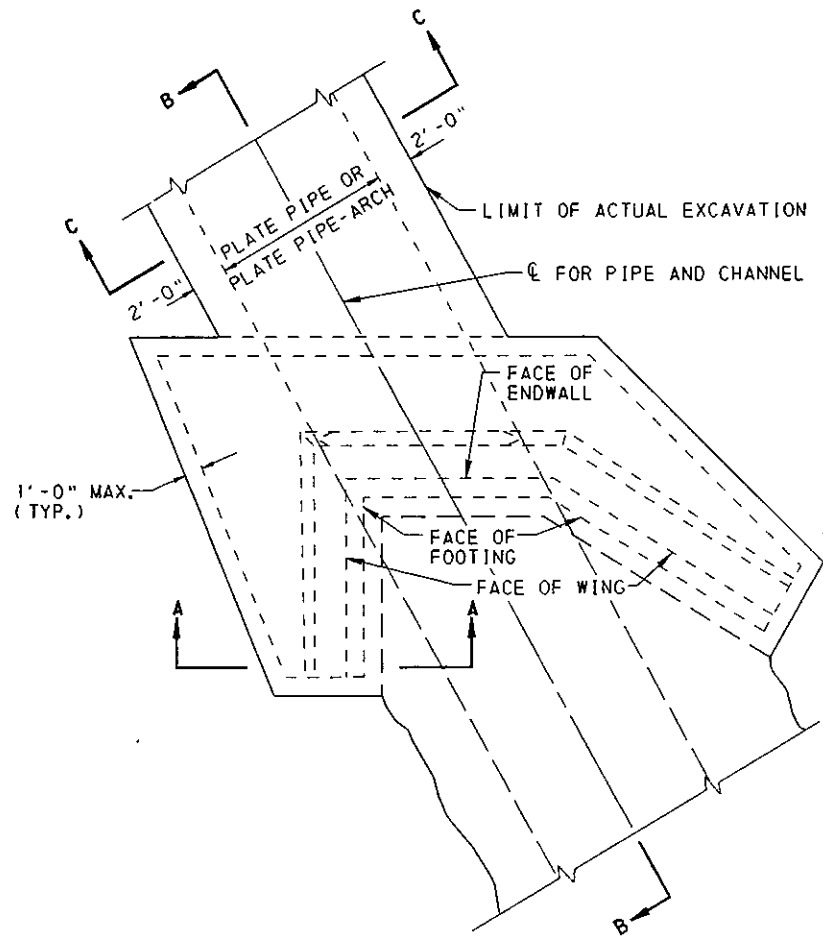 C
B
2'-0"
PLATE PIPE OR
PLATE PIPE-ARCH
LIMIT OF ACTUAL EXCAVATION
C
℄ FOR PIPE AND CHANNEL
2'-0"
FACE OF
ENDWALL
1'-0" MAX.
(TYP.)
FACE OF
FOOTING
FACE OF WING
A
A
B